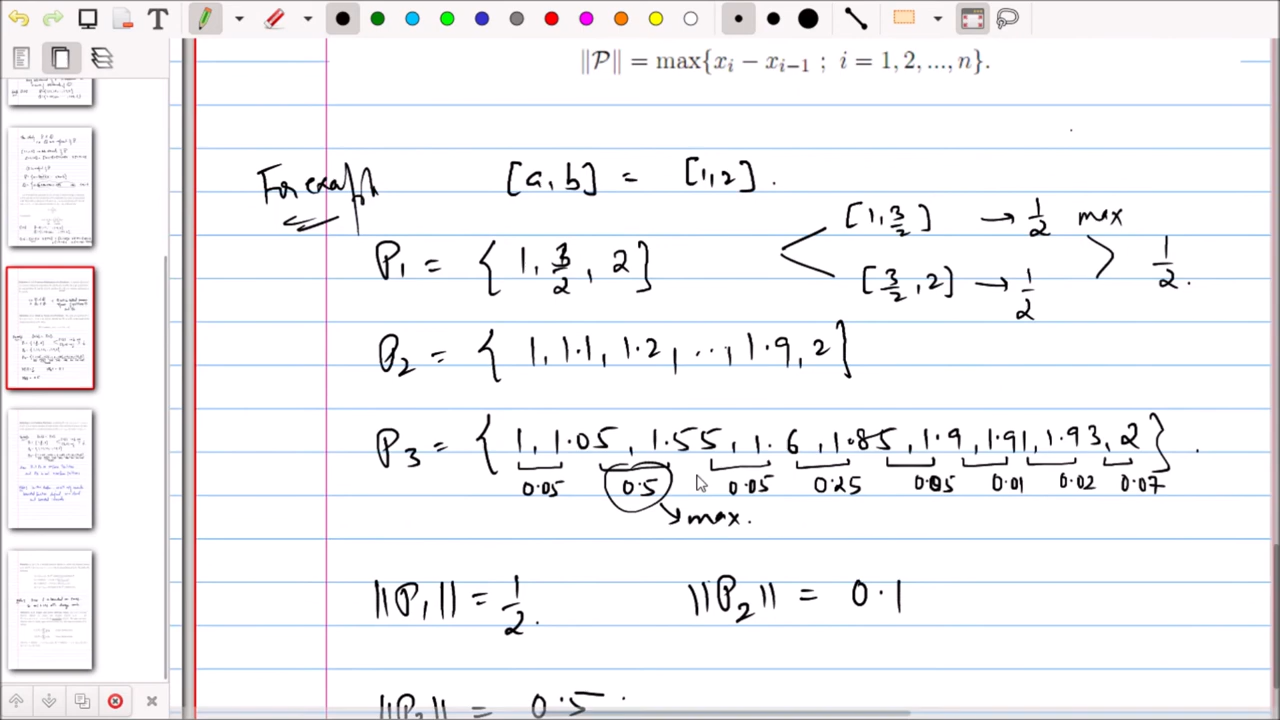 ‖𝒫‖ = max{xᵢ − xᵢ₋₁ ; i = 1, 2, ..., n}.
For example [a, b] = [1, 2].
[1, 3/2] → 1/2 max
P₁ = { 1, 3/2, 2 } 1/2.
[3/2, 2] → 1/2
P₂ = { 1, 1.1, 1.2, ..., 1.9, 2 }
P₃ = { 1, 1.05, 1.55, 1.6, 1.85, 1.9, 1.91, 1.93, 2 }.
0.05 0.5 0.05 0.25 0.05 0.01 0.02 0.07
→ max.
||P₁|| = 1/2. ||P₂|| = 0.1
||P₃|| = 0.5.